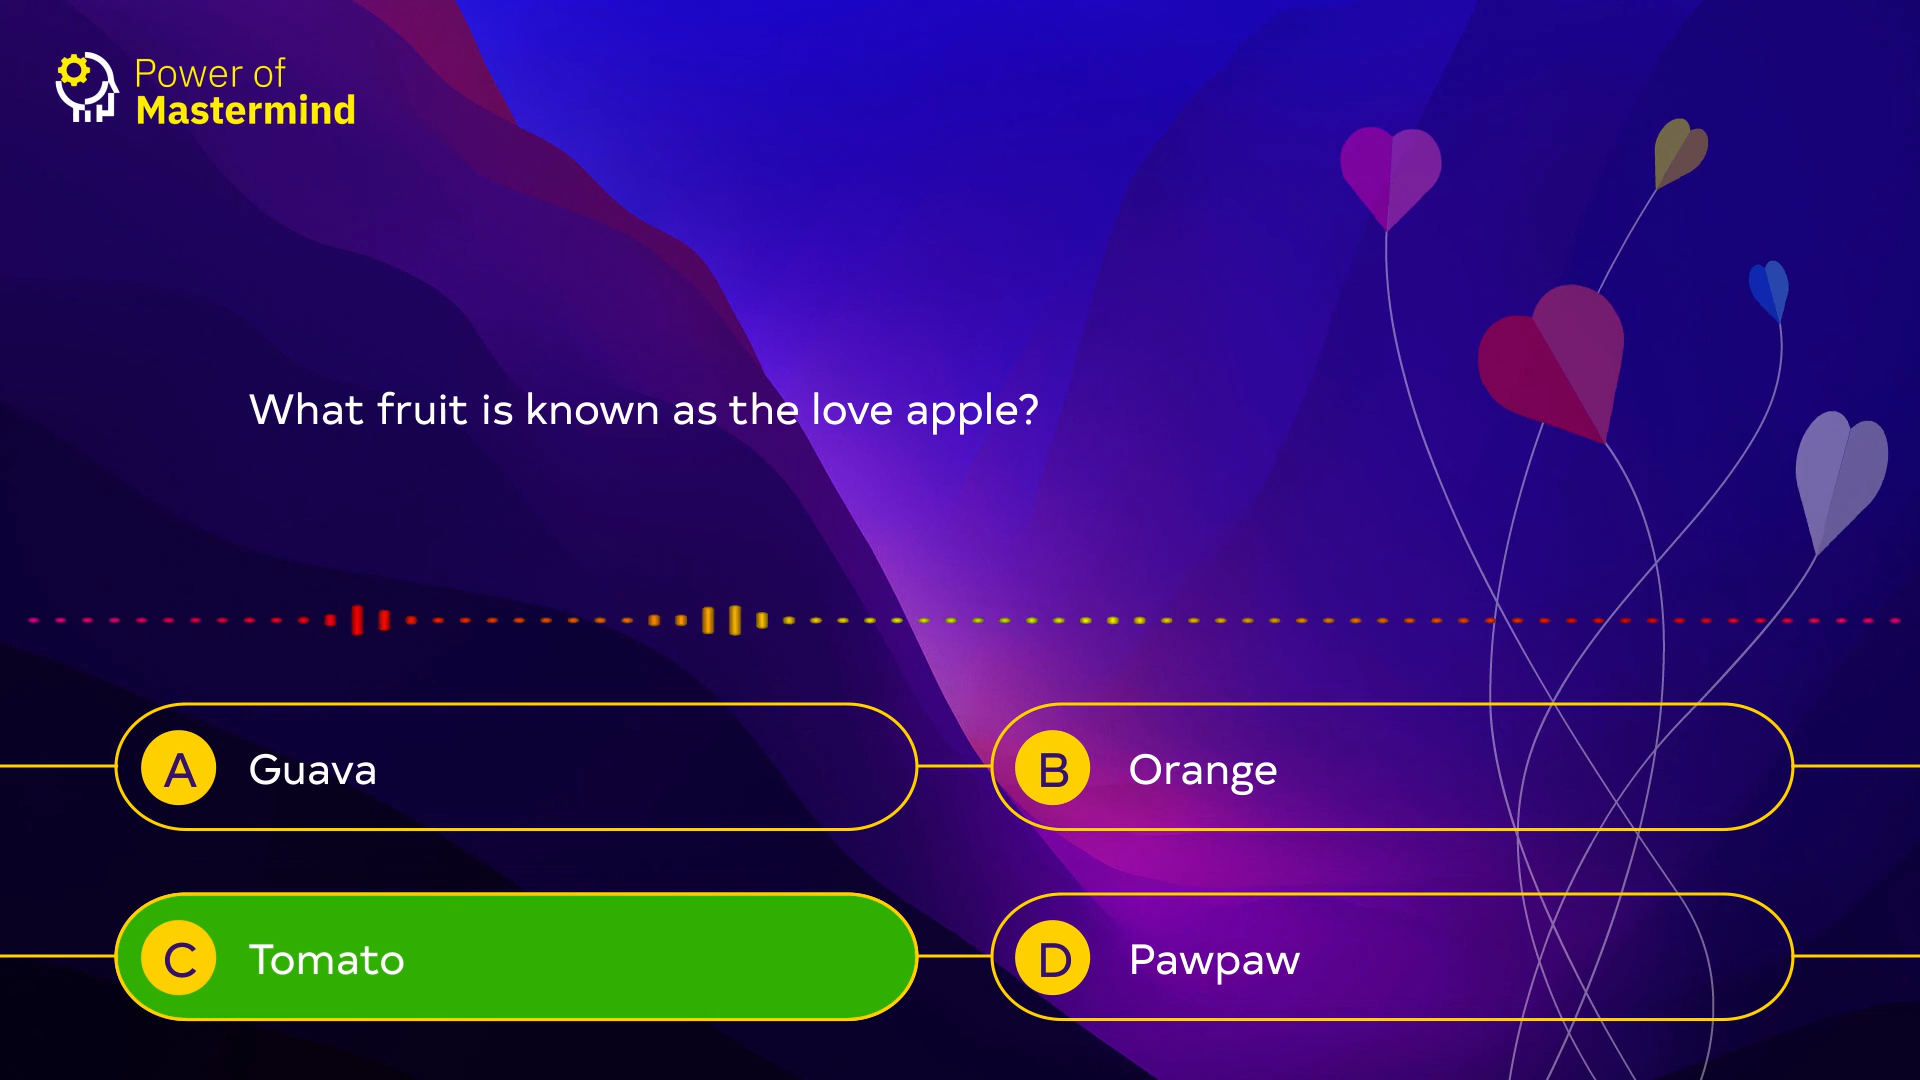 Power of
Mastermind
What fruit is known as the love apple?
A Guava
B Orange
C Tomato
D Pawpaw